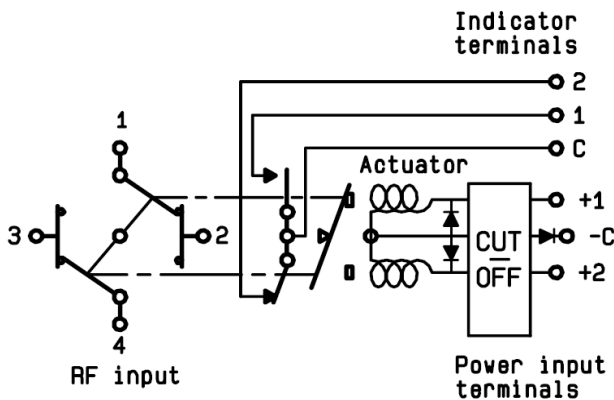 Indicator
terminals
2
1
C
1
Actuator
+1
3
2
CUT
OFF
-C
+2
4
RF input
Power input
terminals